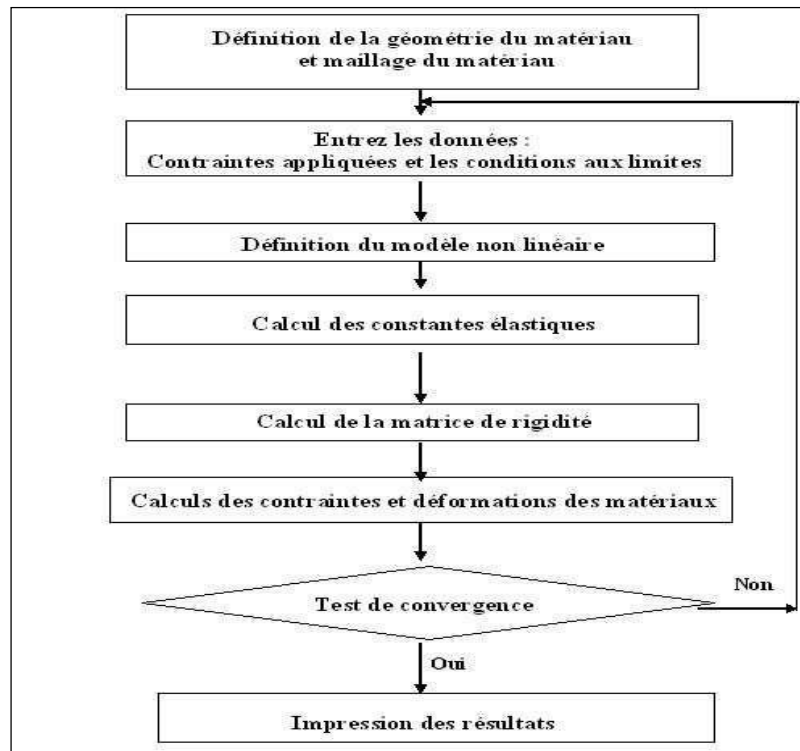 Définition de la géométrie du matériau
et maillage du matériau
Entrez les données :
Contraintes appliquées et les conditions aux limites
Définition du modèle non linéaire
Calcul des constantes élastiques
Calcul de la matrice de rigidité
Calculs des contraintes et déformations des matériaux
Test de convergence
Non
Oui
Impression des résultats